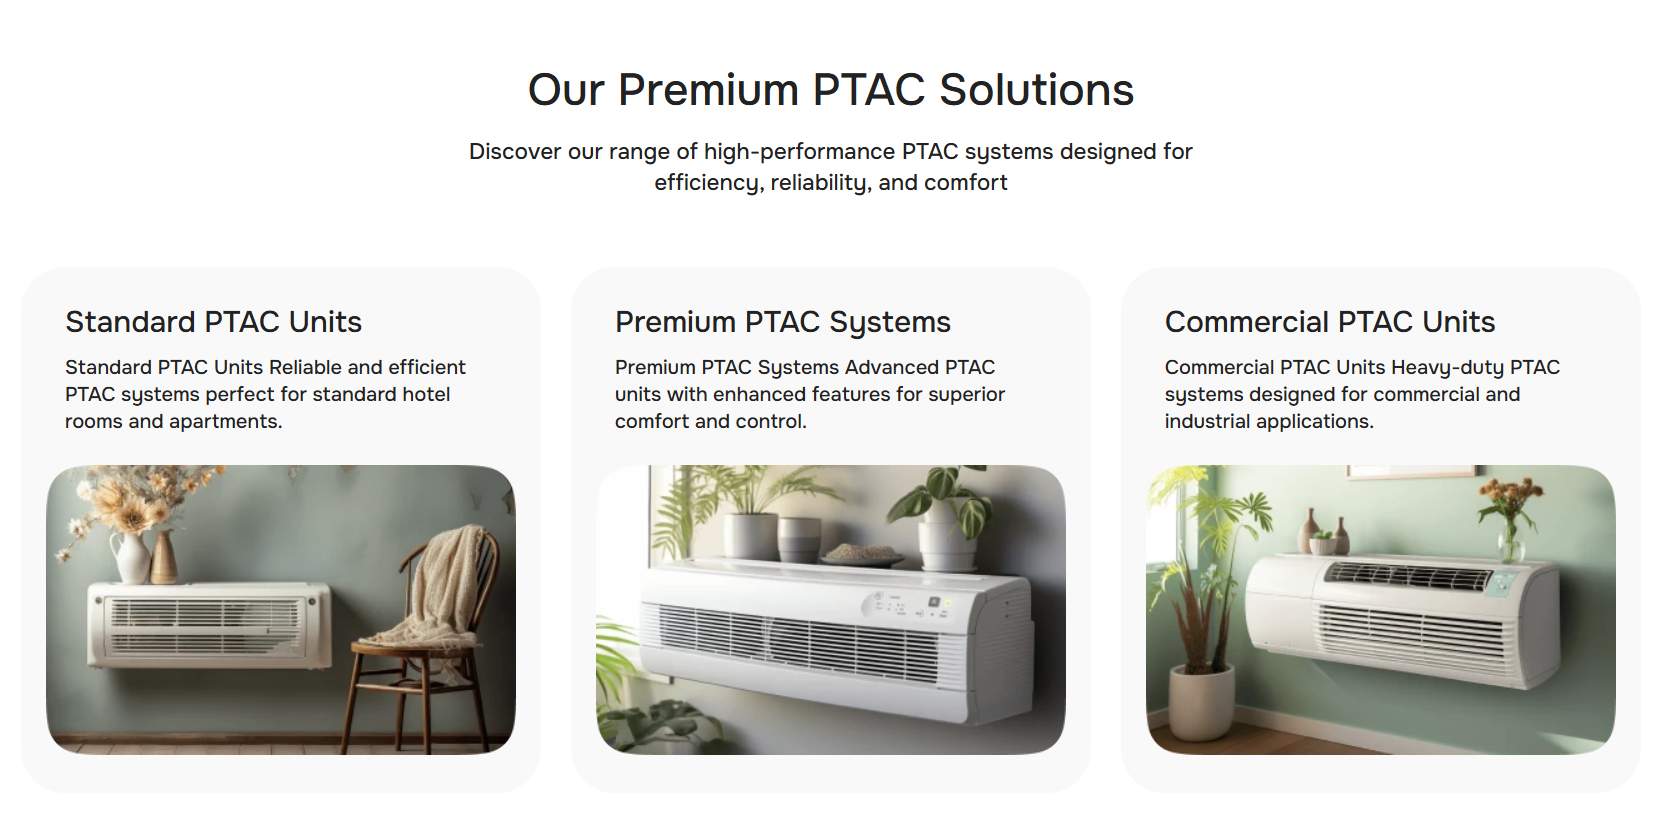 Our Premium PTAC Solutions
Discover our range of high-performance PTAC systems designed for
efficiency, reliability, and comfort
Standard PTAC Units
Standard PTAC Units Reliable and efficient
PTAC systems perfect for standard hotel
rooms and apartments.
Premium PTAC Systems
Premium PTAC Systems Advanced PTAC
units with enhanced features for superior
comfort and control.
Commercial PTAC Units
Commercial PTAC Units Heavy-duty PTAC
systems designed for commercial and
industrial applications.